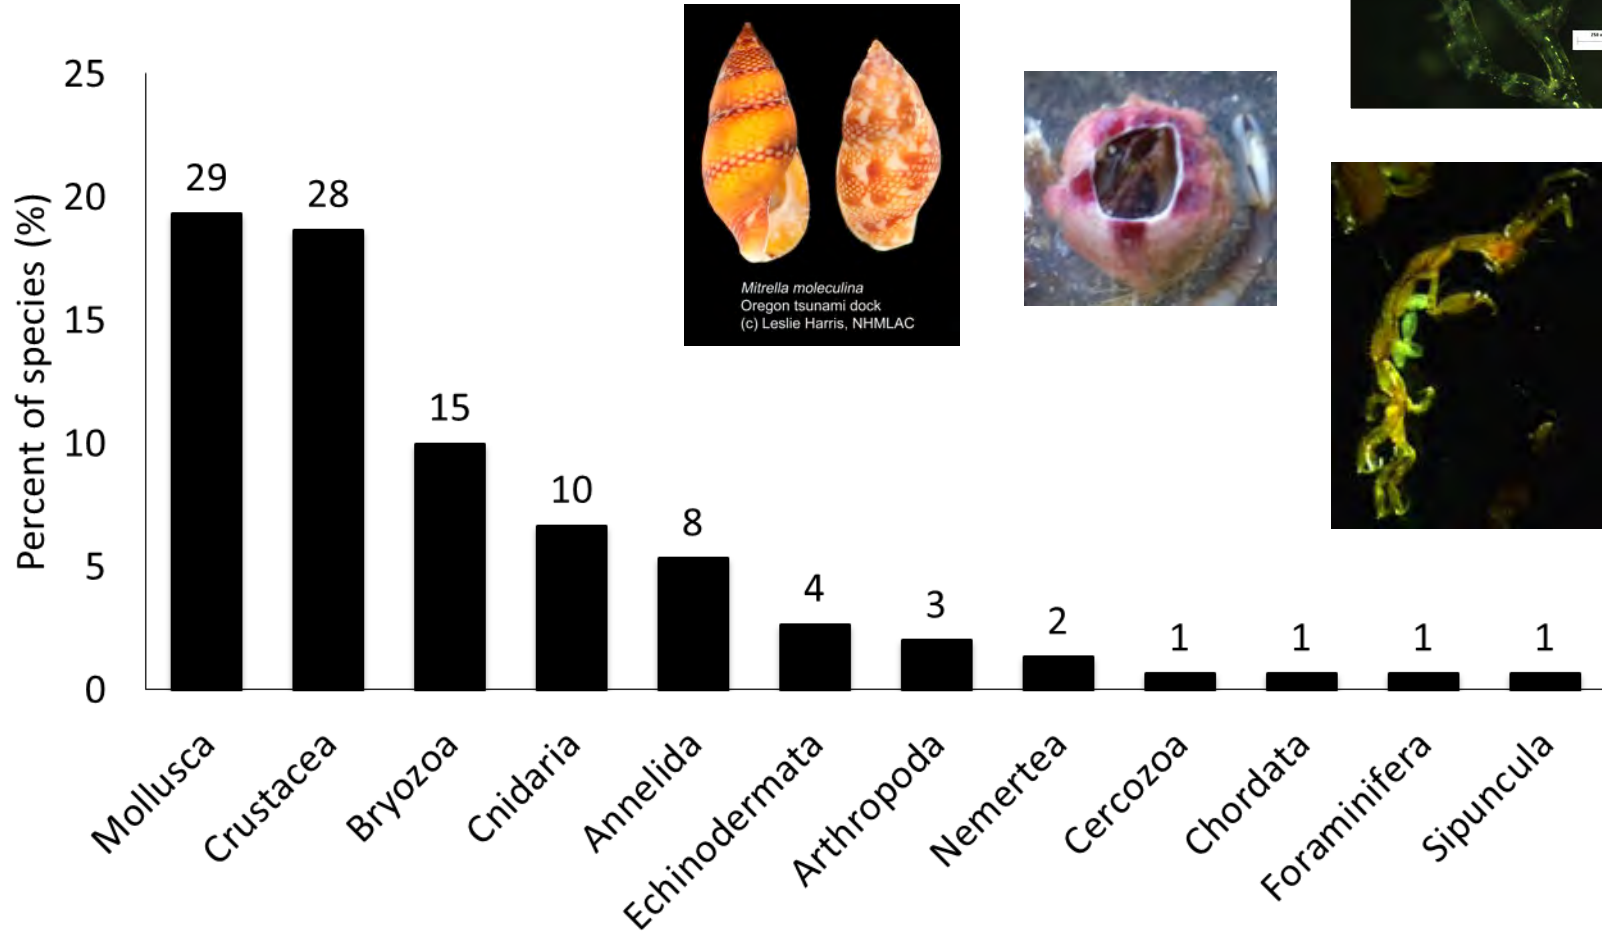 Percent of species (%)
25
20
15
10
5
0
29
28
15
10
8
4
3
2
1
1
1
1
Mollusca
Crustacea
Bryozoa
Cnidaria
Annelida
Echinodermata
Arthropoda
Nemertea
Cercozoa
Chordata
Foraminifera
Sipuncula
Mitrella moleculina
Oregon tsunami dock
(c) Leslie Harris, NHMLAC